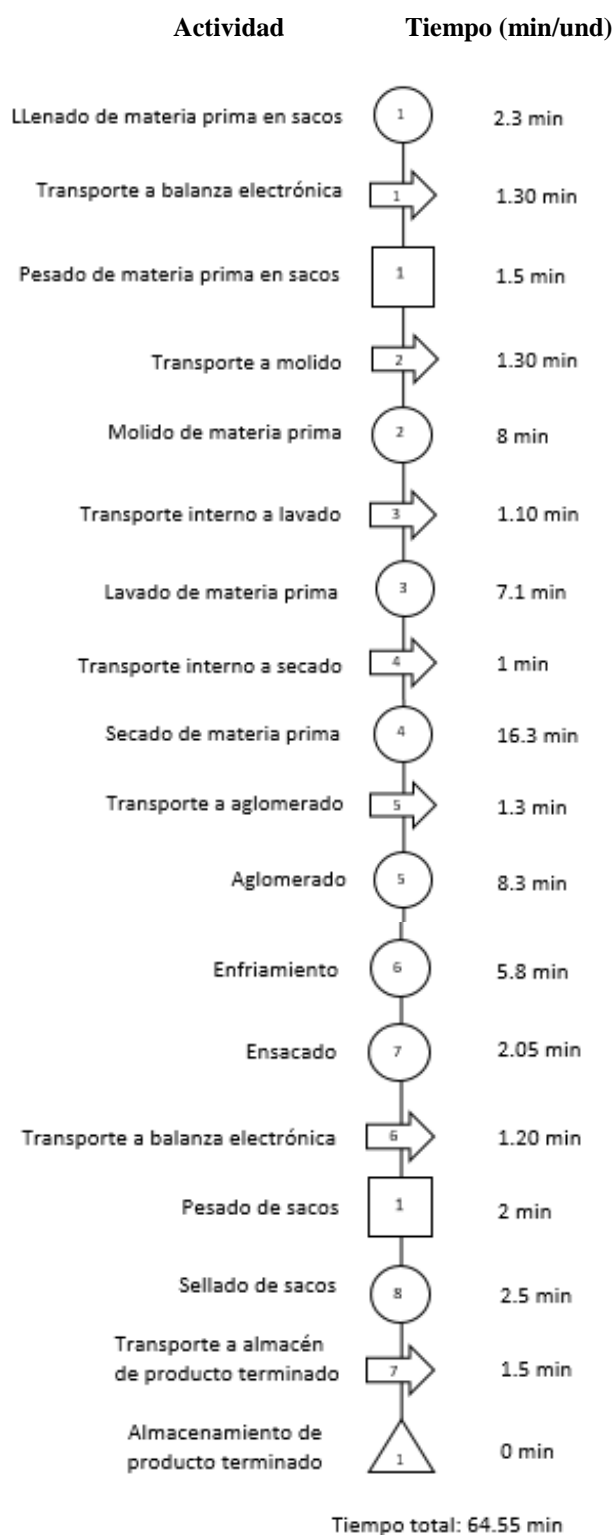 Actividad Tiempo (min/und)
LLenado de materia prima en sacos 1 2.3 min
Transporte a balanza electrónica 1 1.30 min
Pesado de materia prima en sacos 1 1.5 min
Transporte a molido 2 1.30 min
Molido de materia prima 2 8 min
Transporte interno a lavado 3 1.10 min
Lavado de materia prima 3 7.1 min
Transporte interno a secado 4 1 min
Secado de materia prima 4 16.3 min
Transporte a aglomerado 5 1.3 min
Aglomerado 5 8.3 min
Enfriamiento 6 5.8 min
Ensacado 7 2.05 min
Transporte a balanza electrónica 6 1.20 min
Pesado de sacos 1 2 min
Sellado de sacos 8 2.5 min
Transporte a almacén
de producto terminado 7 1.5 min
Almacenamiento de
producto terminado 1 0 min
Tiempo total: 64.55 min